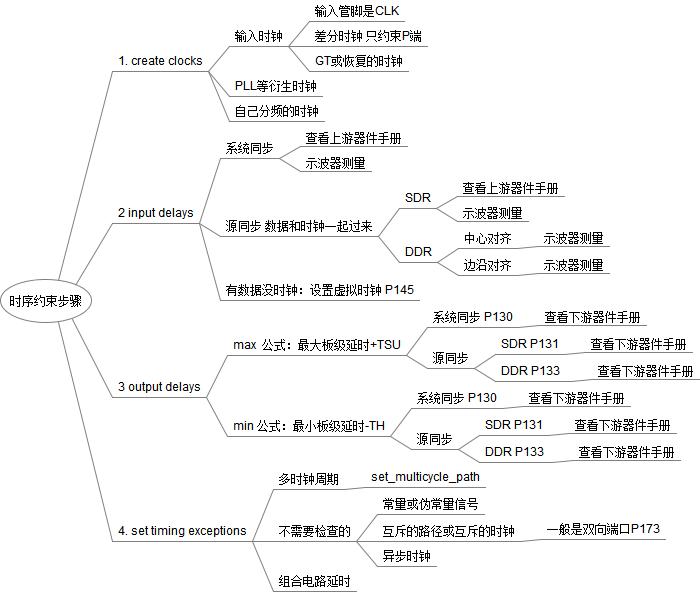 时序约束步骤
1. create clocks
输入时钟
输入管脚是CLK
差分时钟 只约束P端
GT或恢复的时钟
PLL等衍生时钟
自己分频的时钟
2 input delays
系统同步
查看上游器件手册
示波器测量
源同步 数据和时钟一起过来
SDR
查看上游器件手册
示波器测量
DDR
中心对齐
示波器测量
边沿对齐
示波器测量
有数据没时钟：设置虚拟时钟 P145
3 output delays
max 公式：最大板级延时+TSU
系统同步 P130
查看下游器件手册
源同步
SDR P131
查看下游器件手册
DDR P133
查看下游器件手册
min 公式：最小板级延时-TH
系统同步 P130
查看下游器件手册
源同步
SDR P131
查看下游器件手册
DDR P133
查看下游器件手册
4. set timing exceptions
多时钟周期
set_multicycle_path
不需要检查的
常量或伪常量信号
互斥的路径或互斥的时钟
一般是双向端口P173
异步时钟
组合电路延时